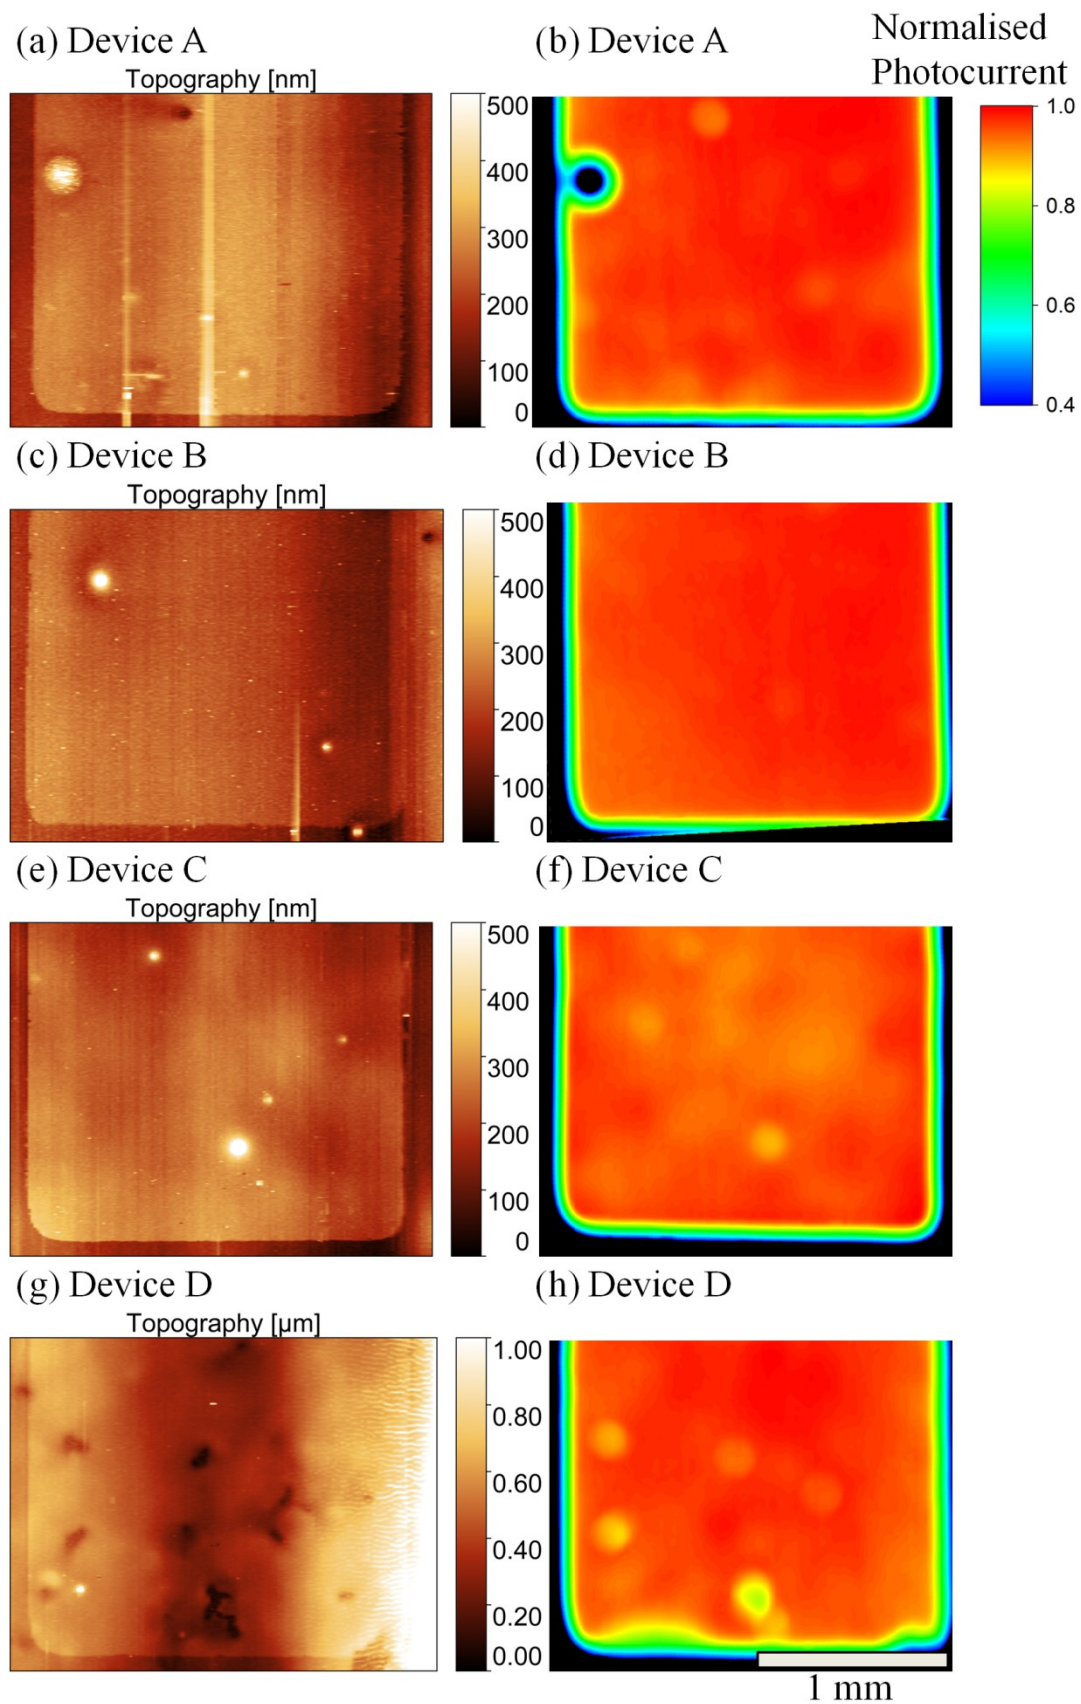 (a) Device A
(b) Device A
Normalised
Photocurrent
Topography [nm]
500
400
300
200
100
0
1.0
0.8
0.6
0.4
(c) Device B
(d) Device B
Topography [nm]
500
400
300
200
100
0
(e) Device C
(f) Device C
Topography [nm]
500
400
300
200
100
0
(g) Device D
(h) Device D
Topography [µm]
1.00
0.80
0.60
0.40
0.20
0.00
1 mm